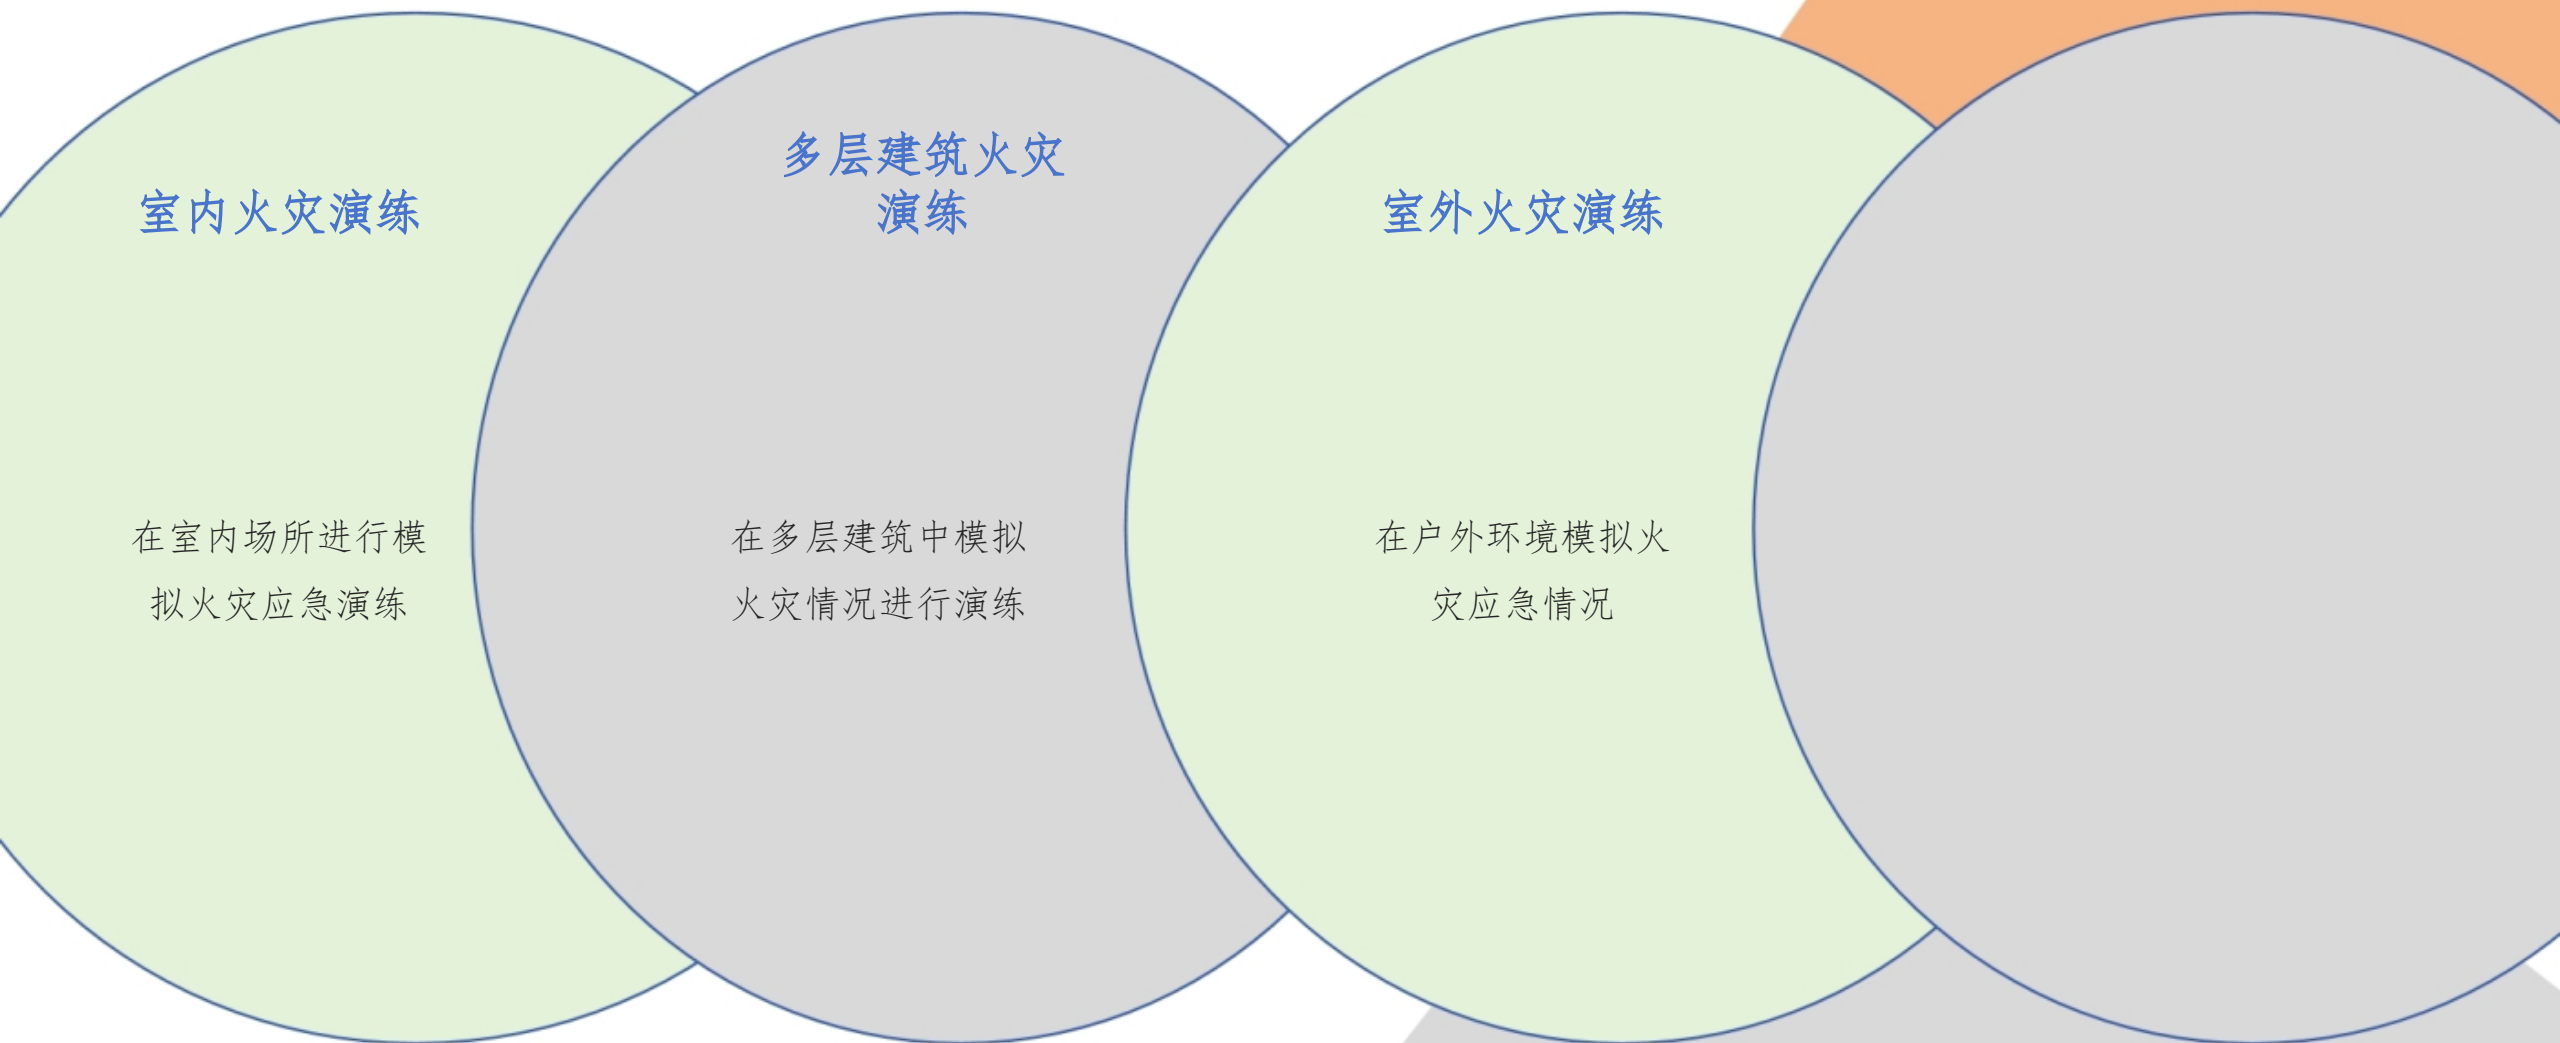 室内火灾演练
在室内场所进行模
拟火灾应急演练
多层建筑火灾
演练
在多层建筑中模拟
火灾情况进行演练
室外火灾演练
在户外环境模拟火
灾应急情况